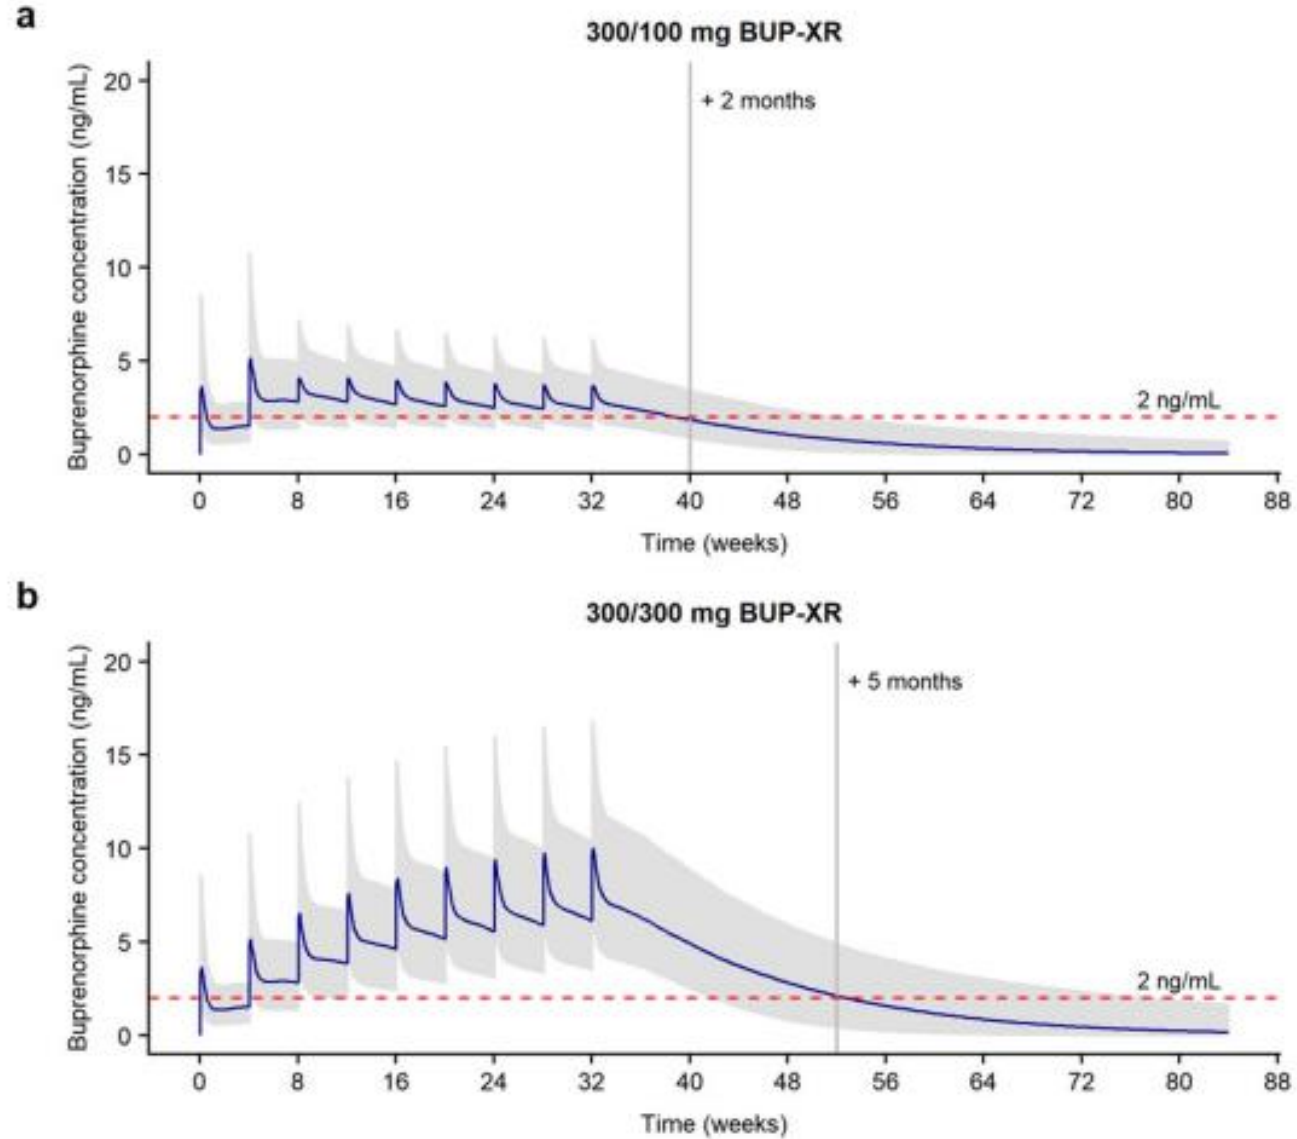 a
300/100 mg BUP-XR
Buprenorphine concentration (ng/mL)
20
15
10
5
0
+ 2 months
2 ng/mL
0 8 16 24 32 40 48 56 64 72 80 88
Time (weeks)
b
300/300 mg BUP-XR
Buprenorphine concentration (ng/mL)
20
15
10
5
0
+ 5 months
2 ng/mL
0 8 16 24 32 40 48 56 64 72 80 88
Time (weeks)